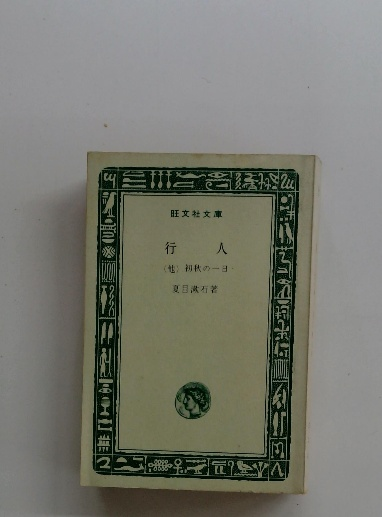 旺文社文庫
行 人
(他) 初秋の一日
夏目漱石著